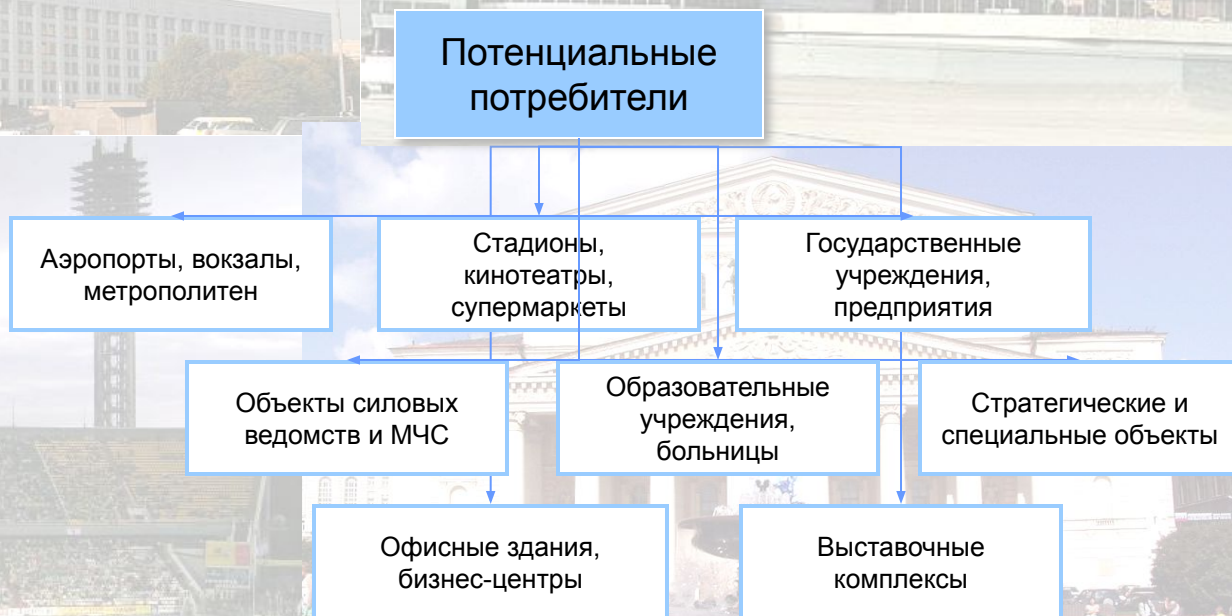 Потенциальные
потребители
Аэропорты, вокзалы,
метрополитен
Стадионы,
кинотеатры,
супермаркеты
Государственные
учреждения,
предприятия
Объекты силовых
ведомств и МЧС
Образовательные
учреждения,
больницы
Стратегические и
специальные объекты
Офисные здания,
бизнес-центры
Выставочные
комплексы